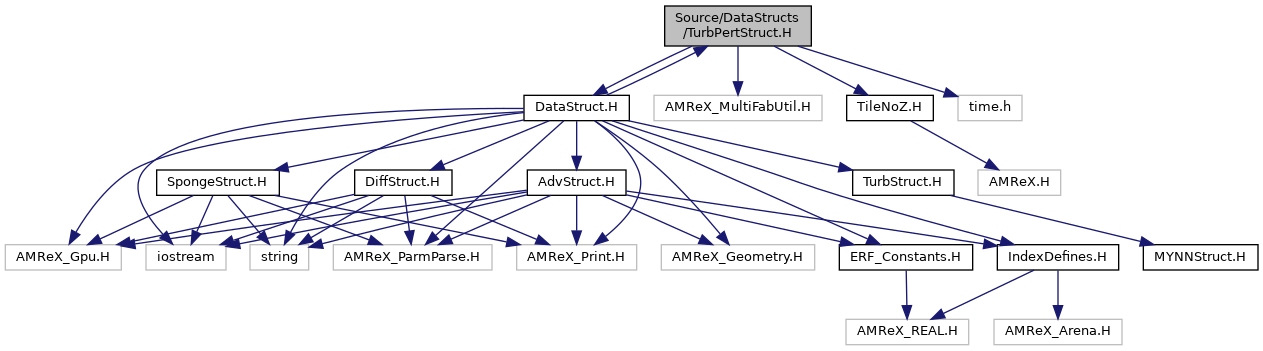 Source/DataStructs
/TurbPertStruct.H
DataStruct.H
AMReX_MultiFabUtil.H
TileNoZ.H
time.h
SpongeStruct.H
DiffStruct.H
AdvStruct.H
TurbStruct.H
AMReX.H
AMReX_Gpu.H
iostream
string
AMReX_ParmParse.H
AMReX_Print.H
AMReX_Geometry.H
ERF_Constants.H
IndexDefines.H
MYNNStruct.H
AMReX_REAL.H
AMReX_Arena.H